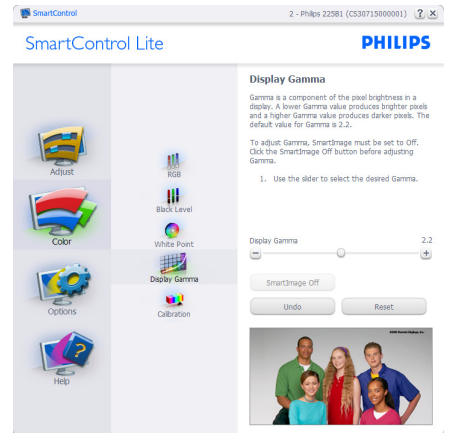 SmartControl
2 - Philips 225B1 (CS30715000001)
SmartControl Lite
PHILIPS
Adjust
Color
Options
Help
RGB
Black Level
White Point
Display Gamma
Calibration
Display Gamma
Gamma is a component of the pixel brightness in a
display. A lower Gamma value produces brighter pixels
and a higher Gamma value produces darker pixels. The
default value for Gamma is 2.2.
To adjust Gamma, SmartImage must be set to Off.
Click the SmartImage Off button before adjusting
Gamma.
1. Use the slider to select the desired Gamma.
Display Gamma 2.2
SmartImage Off
Undo
Reset